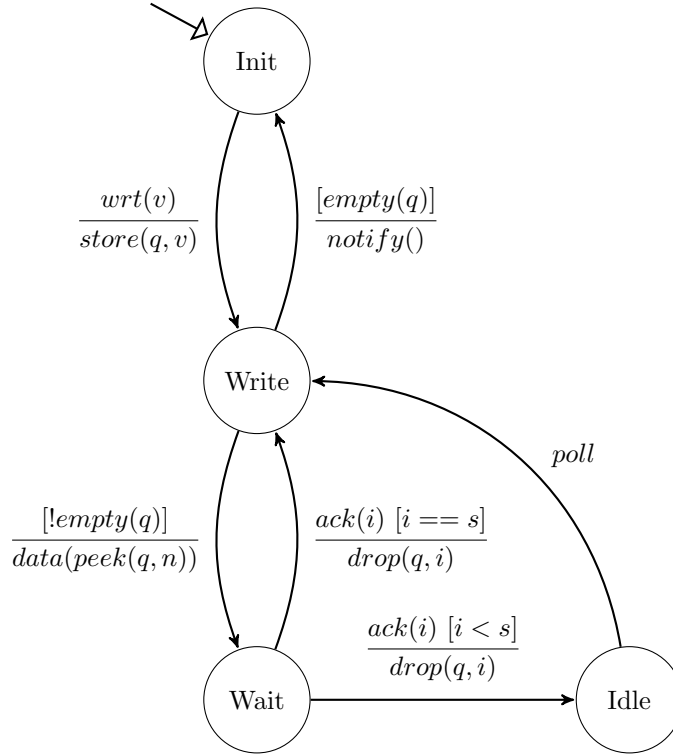 Init
wrt(v)
store(q, v)
[empty(q)]
notify()
Write
poll
[!empty(q)]
data(peek(q, n))
ack(i) [i == s]
drop(q, i)
ack(i) [i < s]
drop(q, i)
Wait
Idle